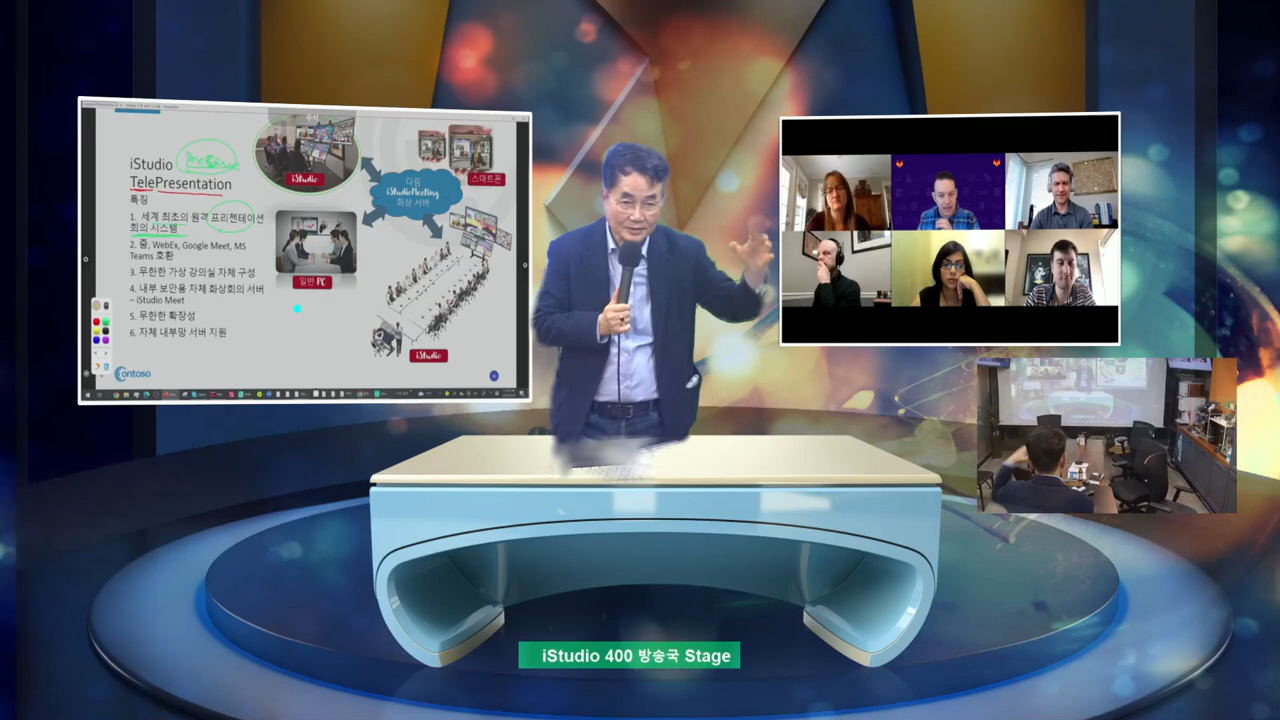 iStudio
TelePresentation
특징
1. 세계 최초의 원격 프리젠테이션
회의 시스템
2. 줌, WebEx, Google Meet, MS
Teams 호환
3. 무한한 가상 강의실 자체 구성
4. 내부 보안용 자체 화상회의 서버
– iStudio Meet
5. 무한한 확장성
6. 자체 내부망 서버 지원
ontoso
iStudio
다림
iStudioMeeting
화상 서버
스마트폰
일반 PC
iStudio
iStudio 400 방송국 Stage